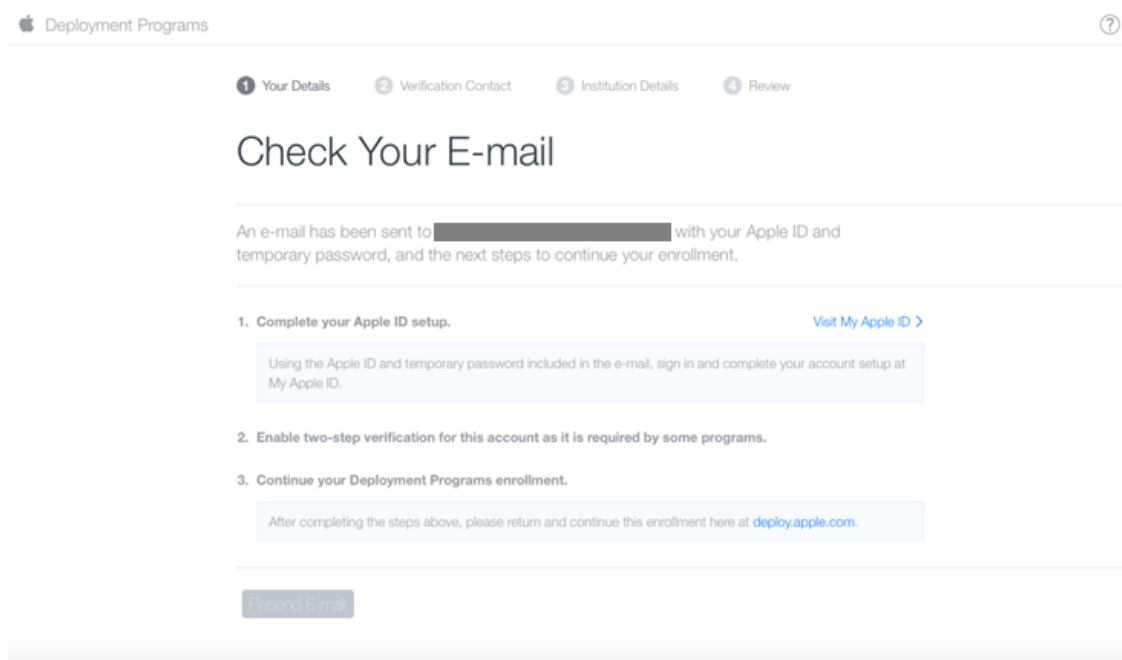 Deployment Programs
?
1 Your Details 2 Verification Contact 3 Institution Details 4 Review
Check Your E-mail
An e-mail has been sent to with your Apple ID and
temporary password, and the next steps to continue your enrollment.
1. Complete your Apple ID setup. Visit My Apple ID >
Using the Apple ID and temporary password included in the e-mail, sign in and complete your account setup at
My Apple ID.
2. Enable two-step verification for this account as it is required by some programs.
3. Continue your Deployment Programs enrollment.
After completing the steps above, please return and continue this enrollment here at deploy.apple.com.
Resend E-mail